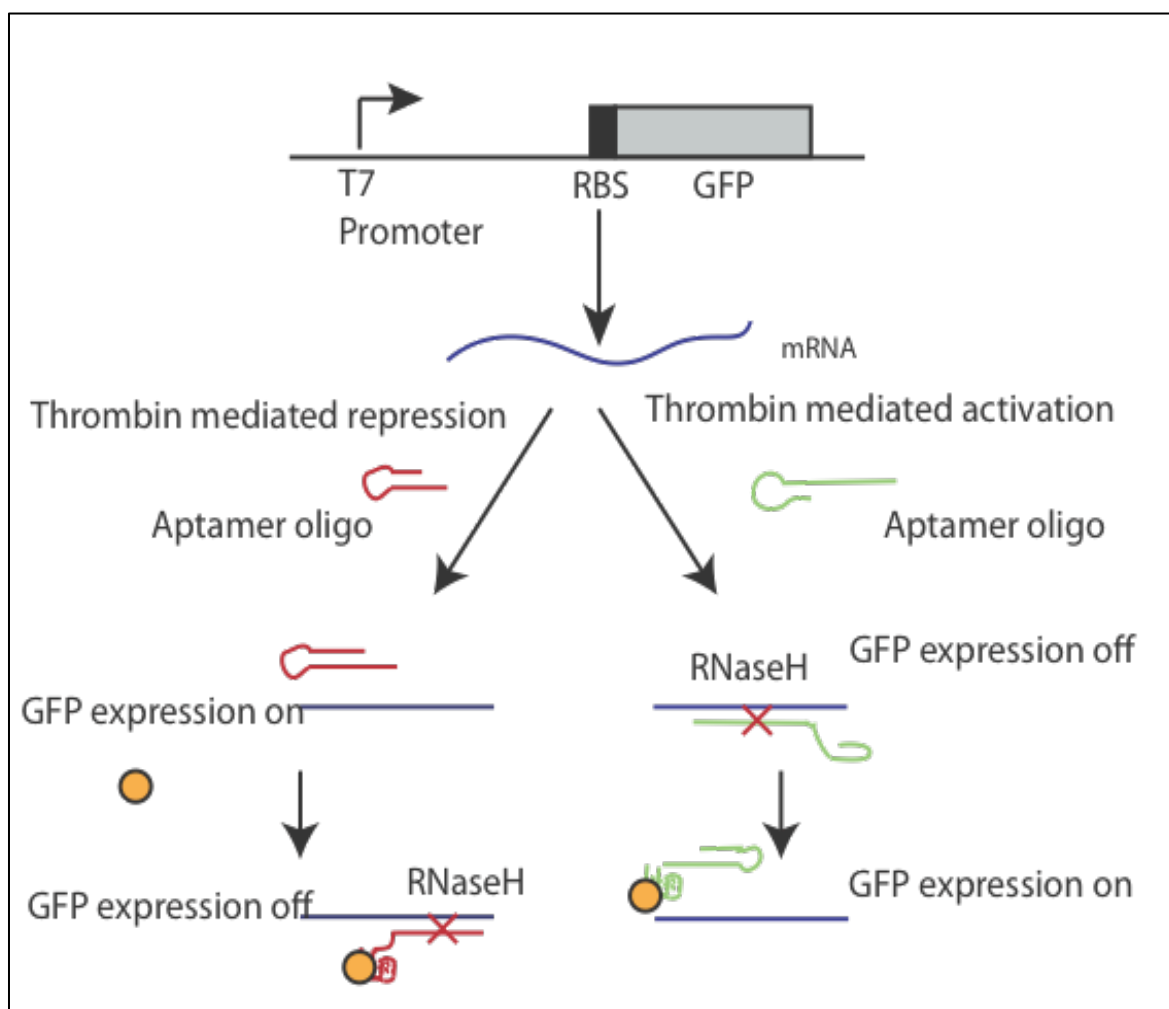 T7
Promoter
RBS
GFP
mRNA
Thrombin mediated repression
Thrombin mediated activation
Aptamer oligo
Aptamer oligo
GFP expression on
RNaseH
GFP expression off
GFP expression off
RNaseH
GFP expression on